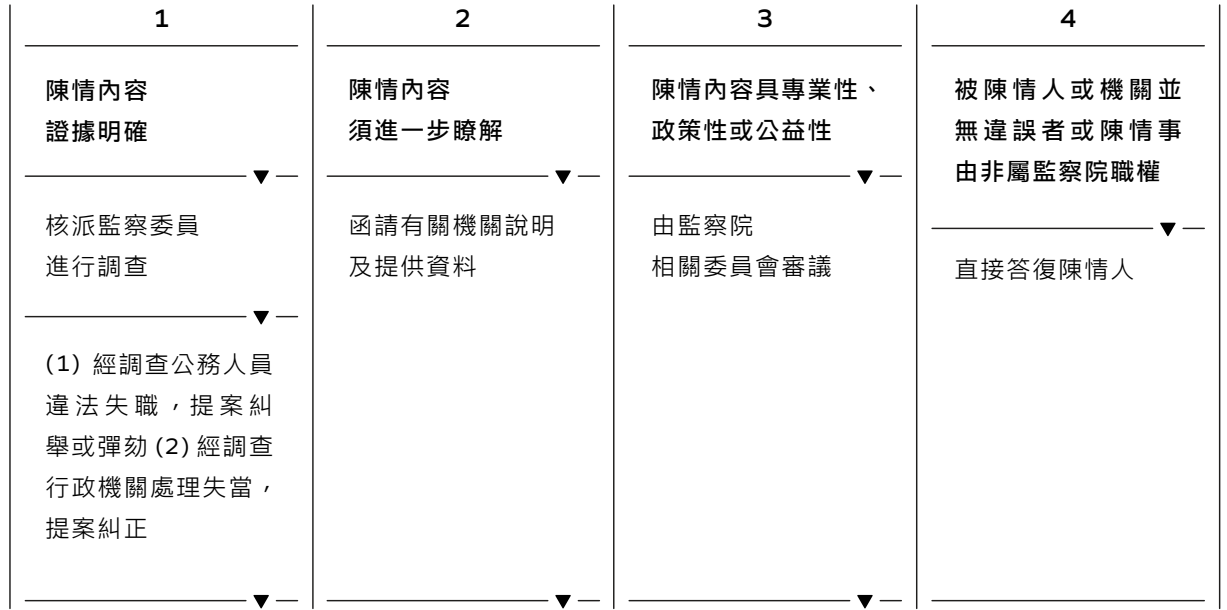 1
陳情內容
證據明確
▼
核派監察委員
進行調查
▼
(1) 經調查公務人員
違法失職，提案糾
舉或彈劾 (2) 經調查
行政機關處理失當，
提案糾正
▼
2
陳情內容
須進一步瞭解
▼
函請有關機關說明
及提供資料
▼
3
陳情內容具專業性、
政策性或公益性
▼
由監察院
相關委員會審議
▼
4
被陳情人或機關並
無違誤者或陳情事
由非屬監察院職權
▼
直接答復陳情人